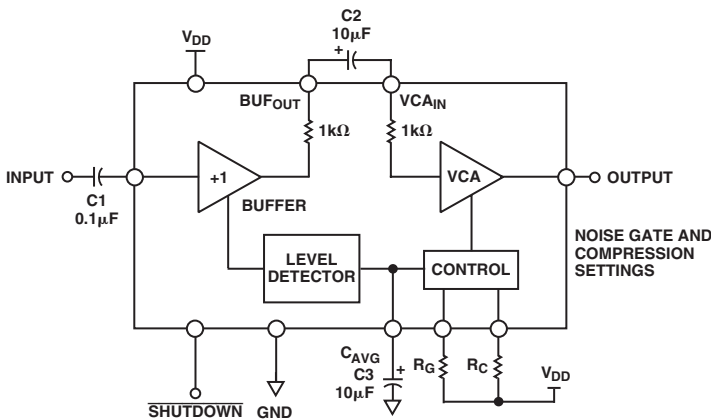 C2
10μF
+
VDD
BUFOUT
VCAIN
1kΩ
1kΩ
INPUT
C1
0.1μF
+1
BUFFER
VCA
OUTPUT
LEVEL
DETECTOR
CONTROL
NOISE GATE AND
COMPRESSION
SETTINGS
SHUTDOWN
GND
CAVG
C3
10μF
+
RG
RC
VDD